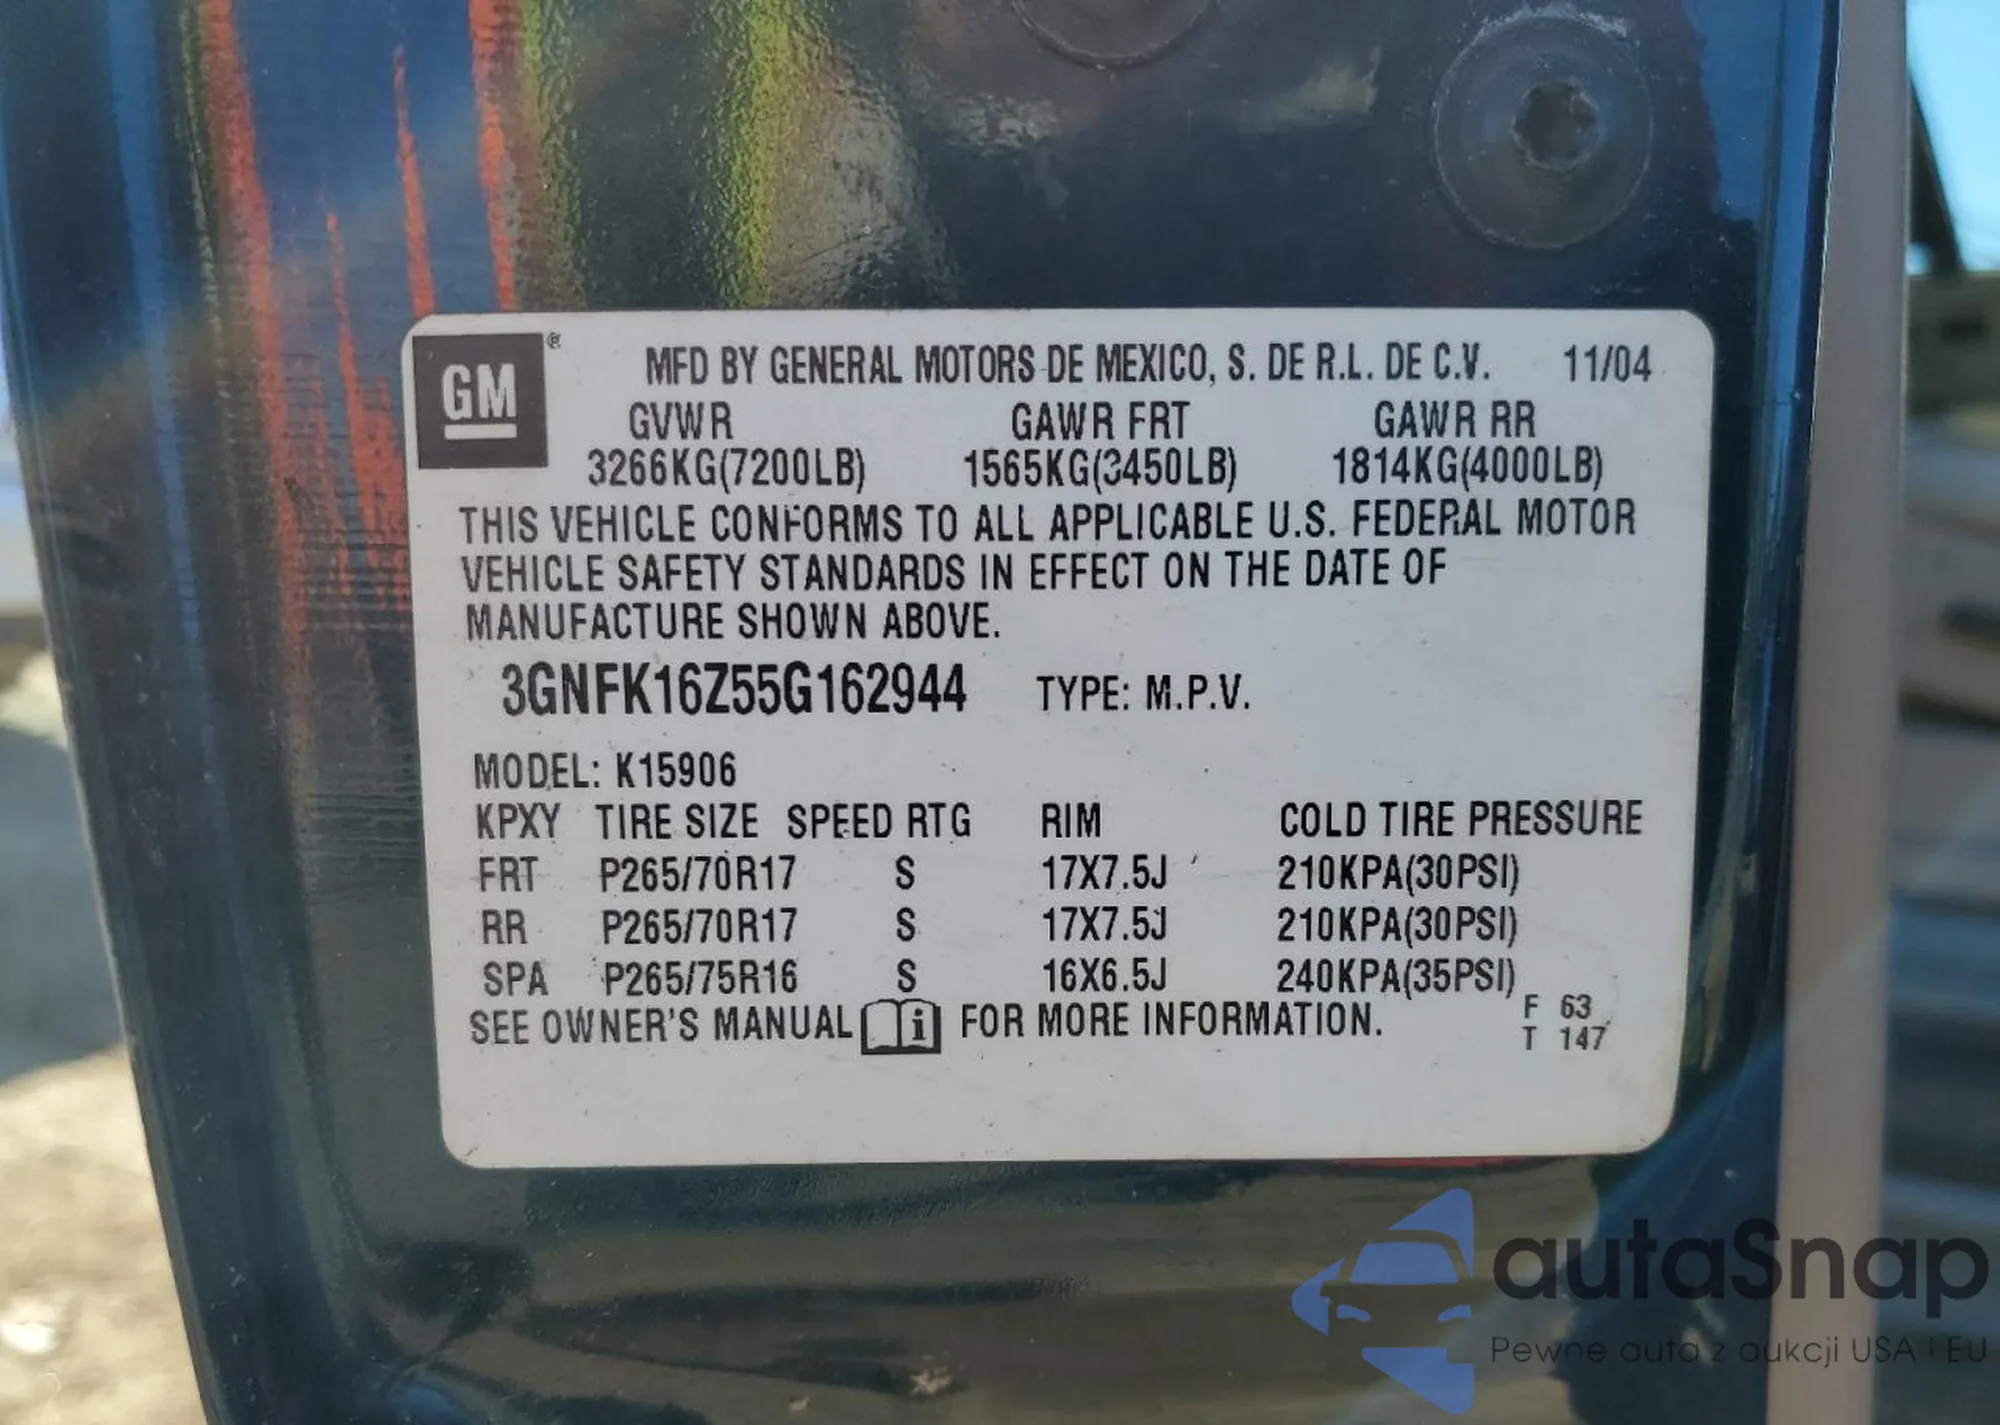 GM ®
MFD BY GENERAL MOTORS DE MEXICO, S. DE R.L. DE C.V. 11/04
GVWR GAWR FRT GAWR RR
3266KG(7200LB) 1565KG(3450LB) 1814KG(4000LB)
THIS VEHICLE CONFORMS TO ALL APPLICABLE U.S. FEDERAL MOTOR
VEHICLE SAFETY STANDARDS IN EFFECT ON THE DATE OF
MANUFACTURE SHOWN ABOVE.
3GNFK16Z55G162944 TYPE: M.P.V.
MODEL: K15906
KPXY TIRE SIZE SPEED RTG RIM COLD TIRE PRESSURE
FRT P265/70R17 S 17X7.5J 210KPA(30PSI)
RR P265/70R17 S 17X7.5J 210KPA(30PSI)
SPA P265/75R16 S 16X6.5J 240KPA(35PSI)
SEE OWNER'S MANUAL i FOR MORE INFORMATION.
F 63
T 147
autaSnap
Pewne auta z aukcji USA i EU